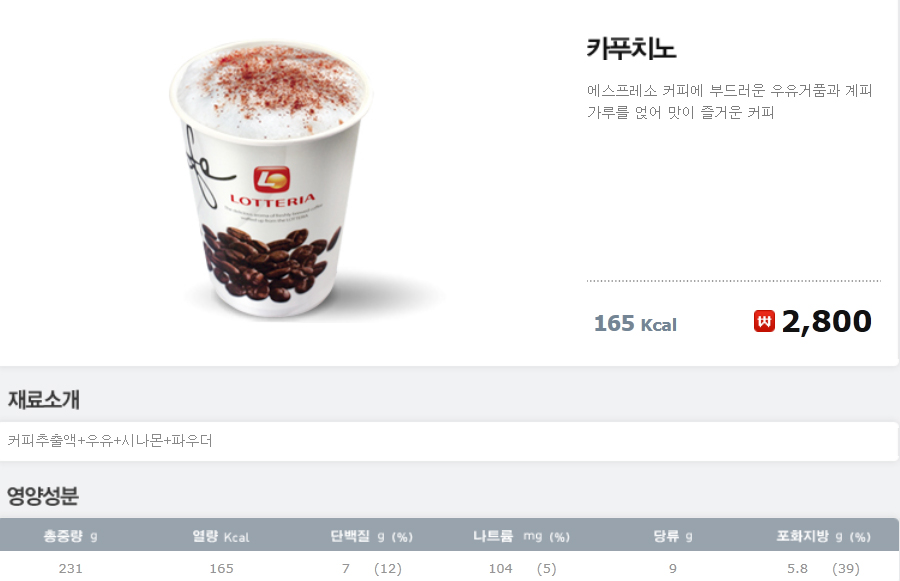 카푸치노
에스프레소 커피에 부드러운 우유거품과 계피
가루를 얹어 맛이 즐거운 커피
LOTTERIA
165 Kcal
2,800
재료소개
커피추출액+우유+시나몬+파우더
영양성분
총중량 g 열량 Kcal 단백질 g (%) 나트륨 mg (%) 당류 g 포화지방 g (%)
231 165 7 (12) 104 (5) 9 5.8 (39)